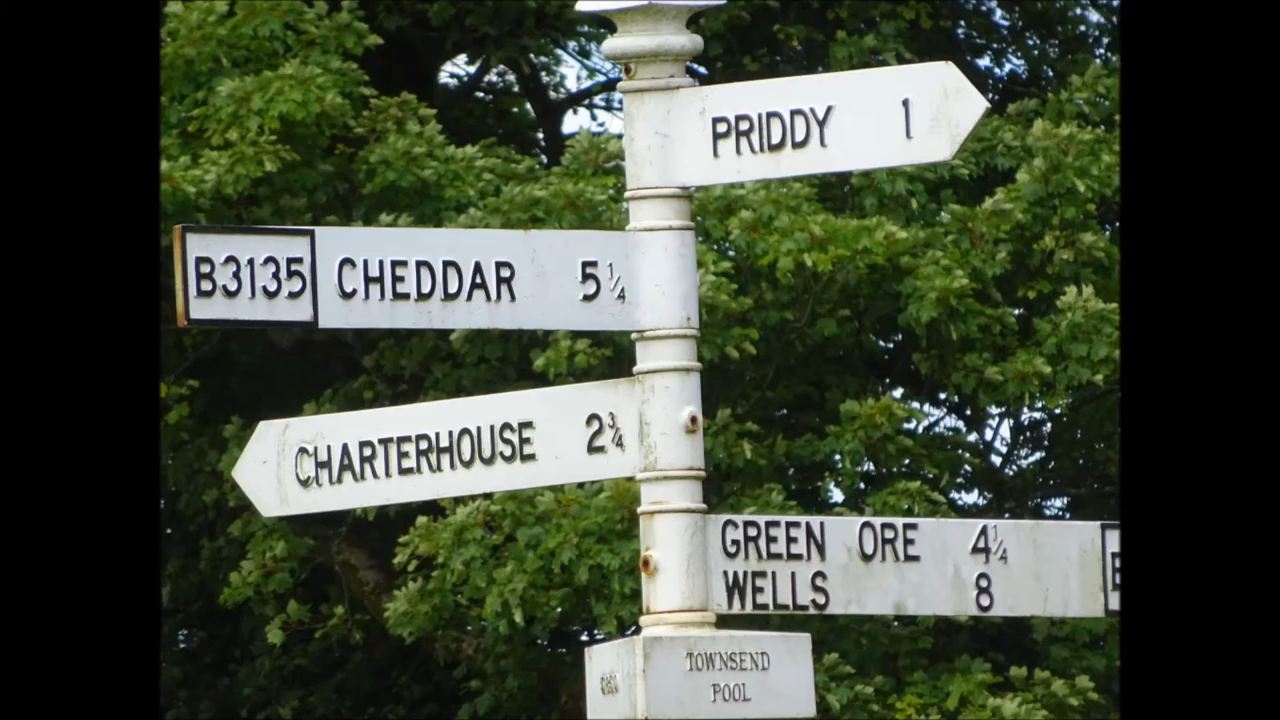 PRIDDY 1
B3135 CHEDDAR 5¼
CHARTERHOUSE 2¾
GREEN ORE 4¼
WELLS 8
TOWNSEND
POOL